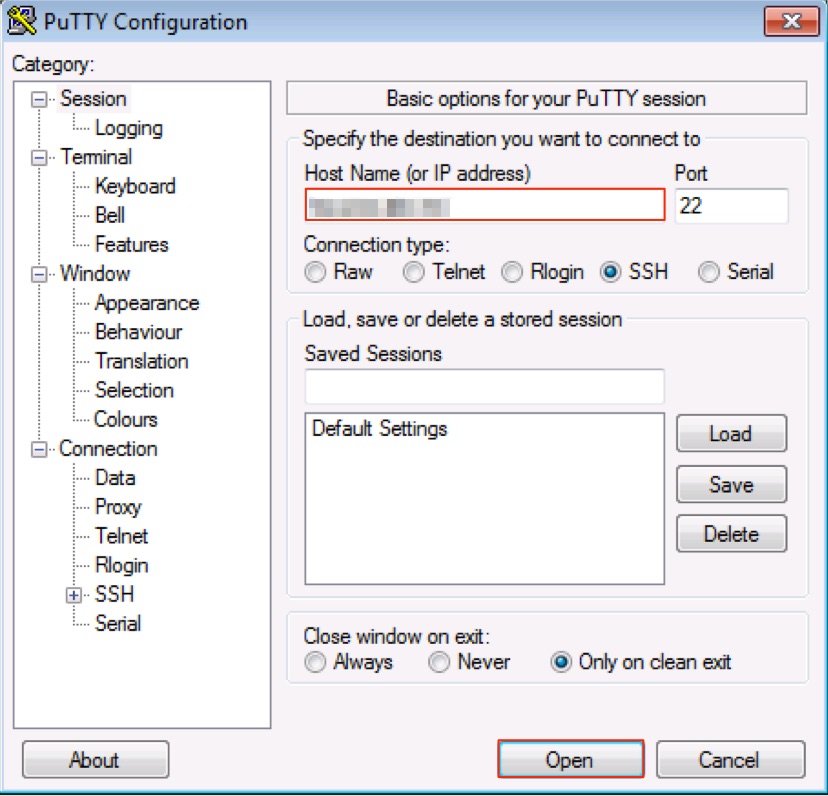 PuTTY Configuration
Category:
Session
Logging
Terminal
Keyboard
Bell
Features
Window
Appearance
Behaviour
Translation
Selection
Colours
Connection
Data
Proxy
Telnet
Rlogin
SSH
Serial
Basic options for your PuTTY session
Specify the destination you want to connect to
Host Name (or IP address) Port
22
Connection type:
Raw Telnet Rlogin SSH Serial
Load, save or delete a stored session
Saved Sessions
Default Settings
Load
Save
Delete
Close window on exit:
Always Never Only on clean exit
About Open Cancel